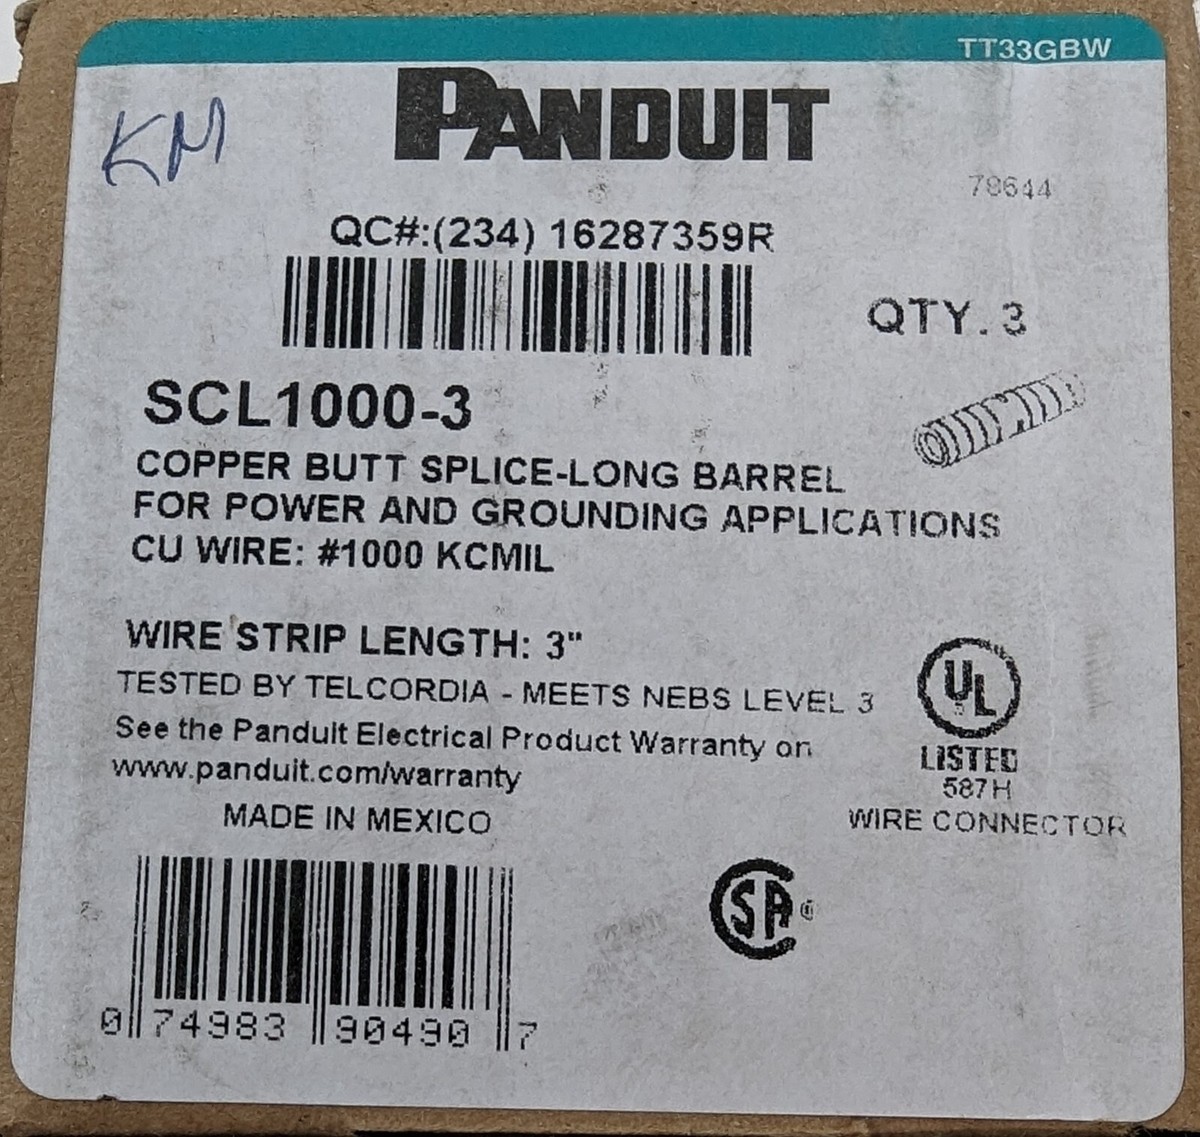 TT33GBW
PANDUIT
KM
78644
QC#:(234) 16287359R
QTY. 3
SCL1000-3
COPPER BUTT SPLICE-LONG BARREL
FOR POWER AND GROUNDING APPLICATIONS
CU WIRE: #1000 KCMIL
WIRE STRIP LENGTH: 3"
TESTED BY TELCORDIA - MEETS NEBS LEVEL 3
See the Panduit Electrical Product Warranty on
www.panduit.com/warranty
MADE IN MEXICO
UL
LISTED
587H
WIRE CONNECTOR
SA ®
0 74983 90490 7